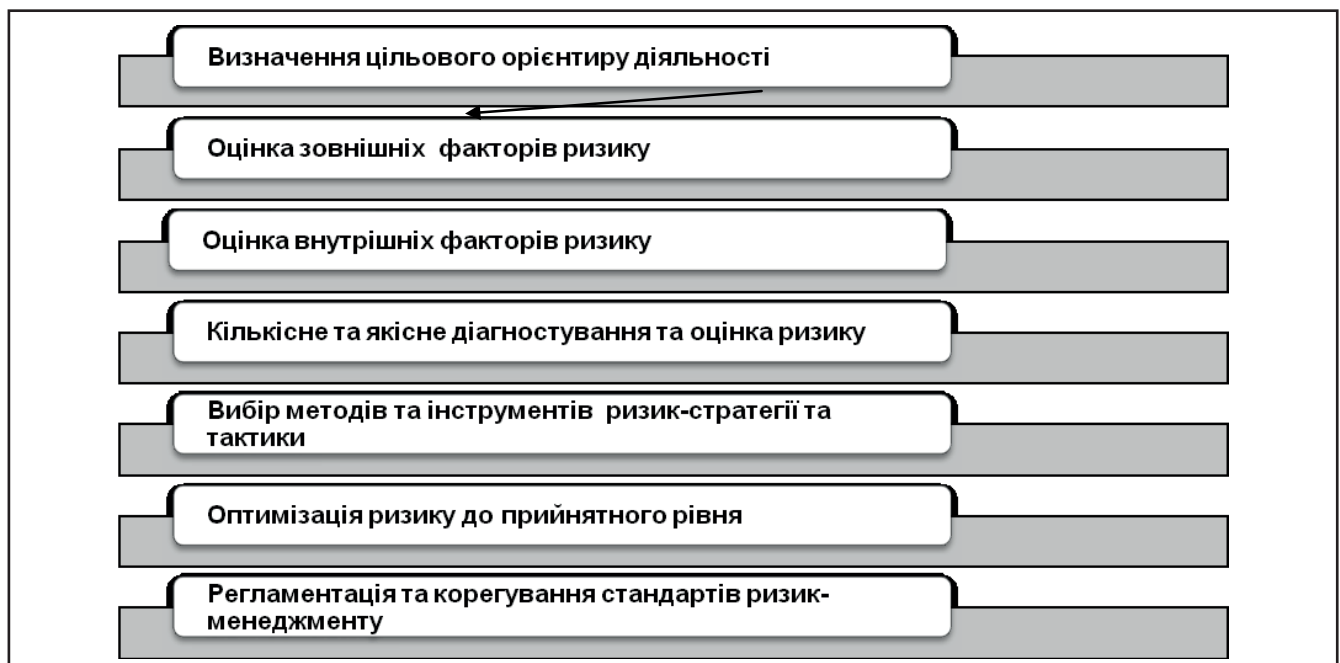 Визначення цільового орієнтиру діяльності
Оцінка зовнішніх факторів ризику
Оцінка внутрішніх факторів ризику
Кількісне та якісне діагностування та оцінка ризику
Вибір методів та інструментів ризик-стратегії та
тактики
Оптимізація ризику до прийнятного рівня
Регламентація та корегування стандартів ризик-
менеджменту